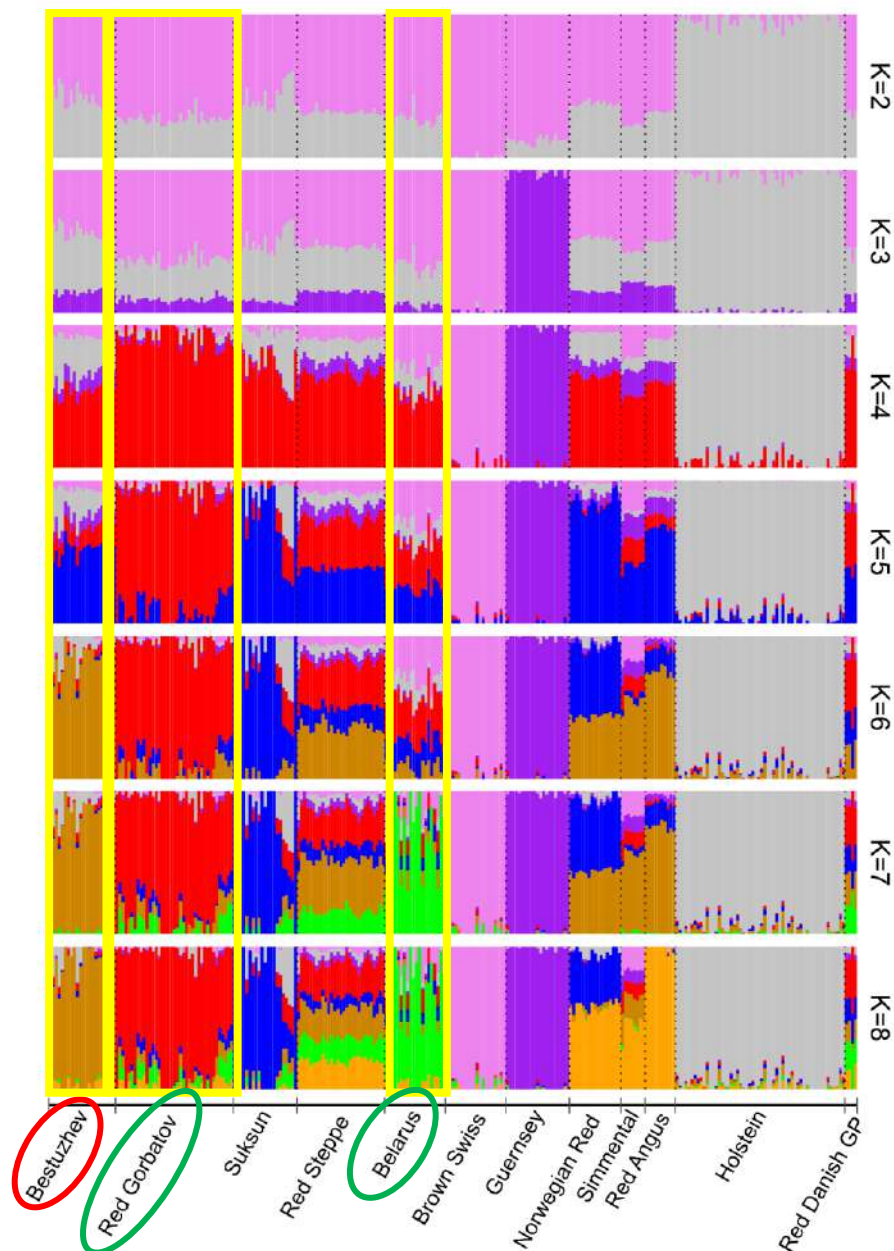 K=2
K=3
K=4
K=5
K=6
K=7
K=8
Bestuzhev
Red Gorbatov
Suksun
Red Steppe
Belarus
Brown Swiss
Guernsey
Norwegian Red
Simmental
Red Angus
Holstein
Red Danish GP